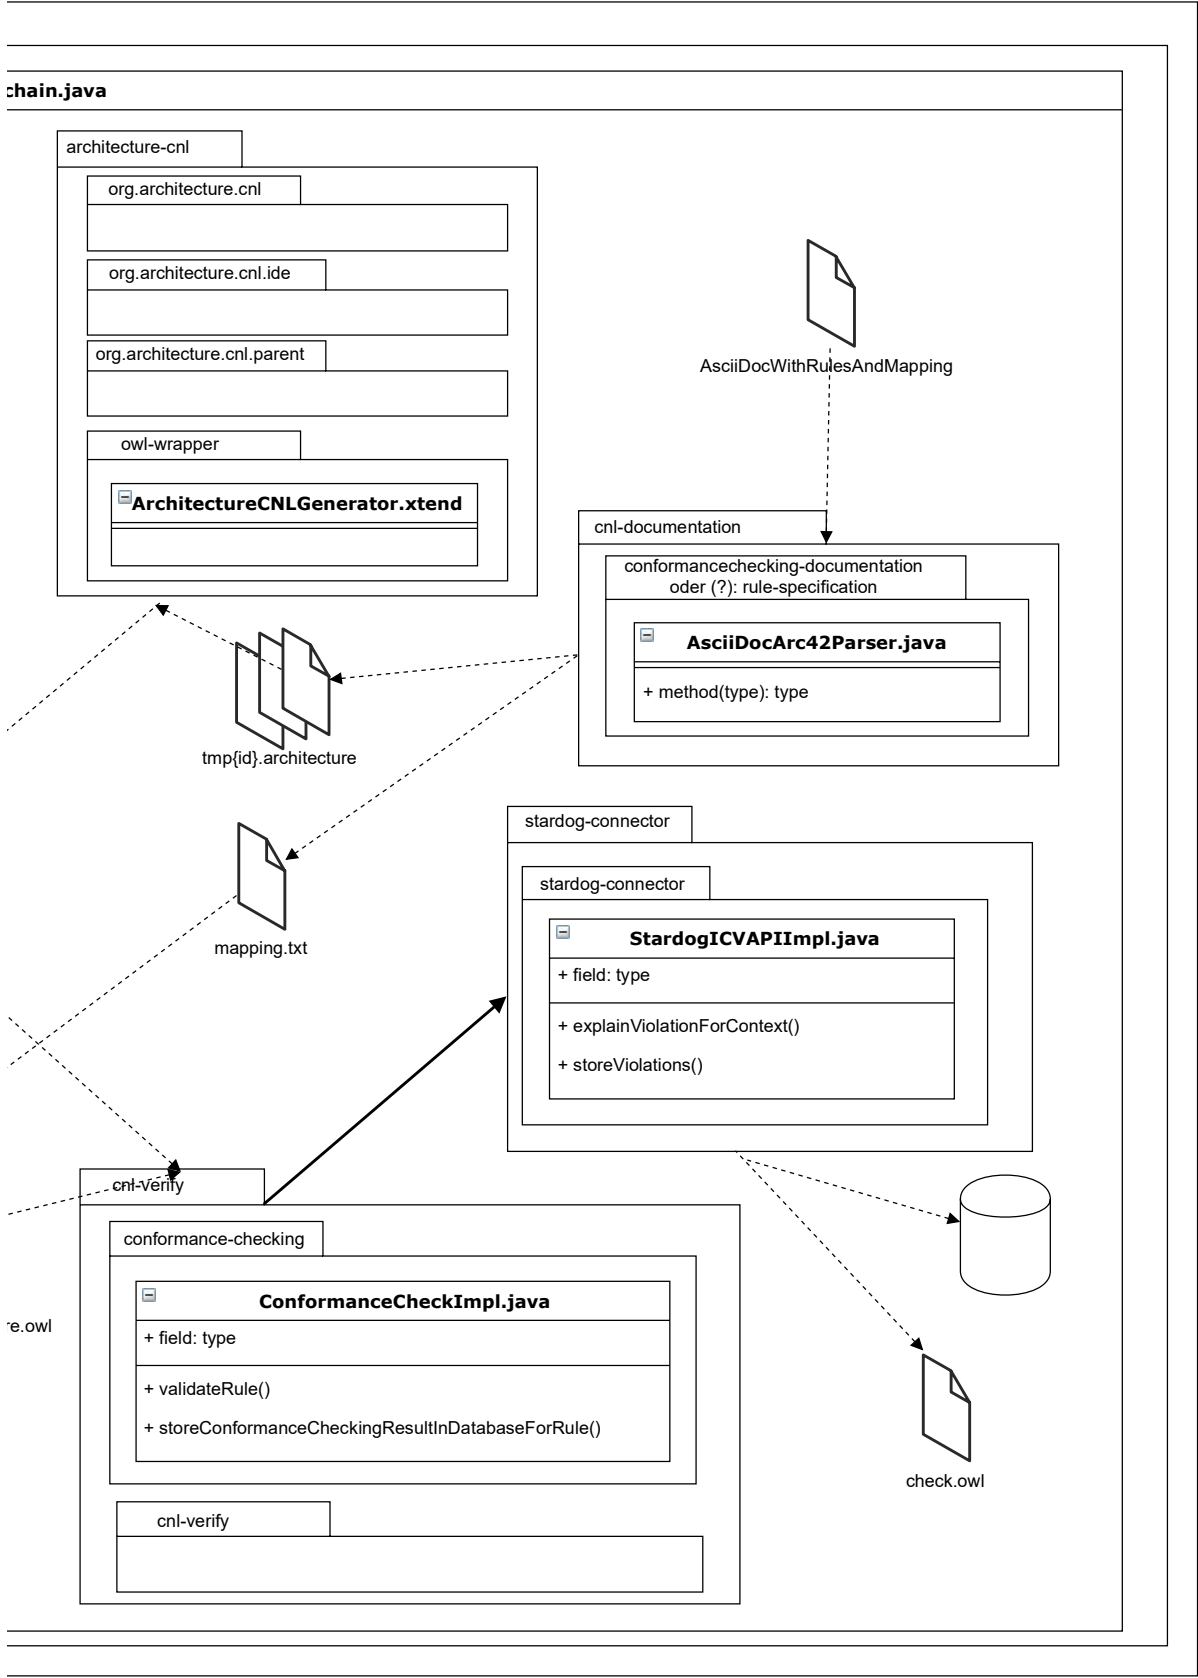 chain.java
architecture-cnl
org.architecture.cnl
org.architecture.cnl.ide
org.architecture.cnl.parent
owl-wrapper
ArchitectureCNLGenerator.xtend
AsciiDocWithRulesAndMapping
cnl-documentation
conformancechecking-documentation
oder (?): rule-specification
AsciiDocArc42Parser.java
+ method(type): type
tmp{id}.architecture
mapping.txt
stardog-connector
stardog-connector
StardogICVAPIImpl.java
+ field: type
+ explainViolationForContext()
+ storeViolations()
cnl-verify
conformance-checking
ConformanceCheckImpl.java
+ field: type
+ validateRule()
+ storeConformanceCheckingResultInDatabaseForRule()
cnl-verify
re.owl
check.owl